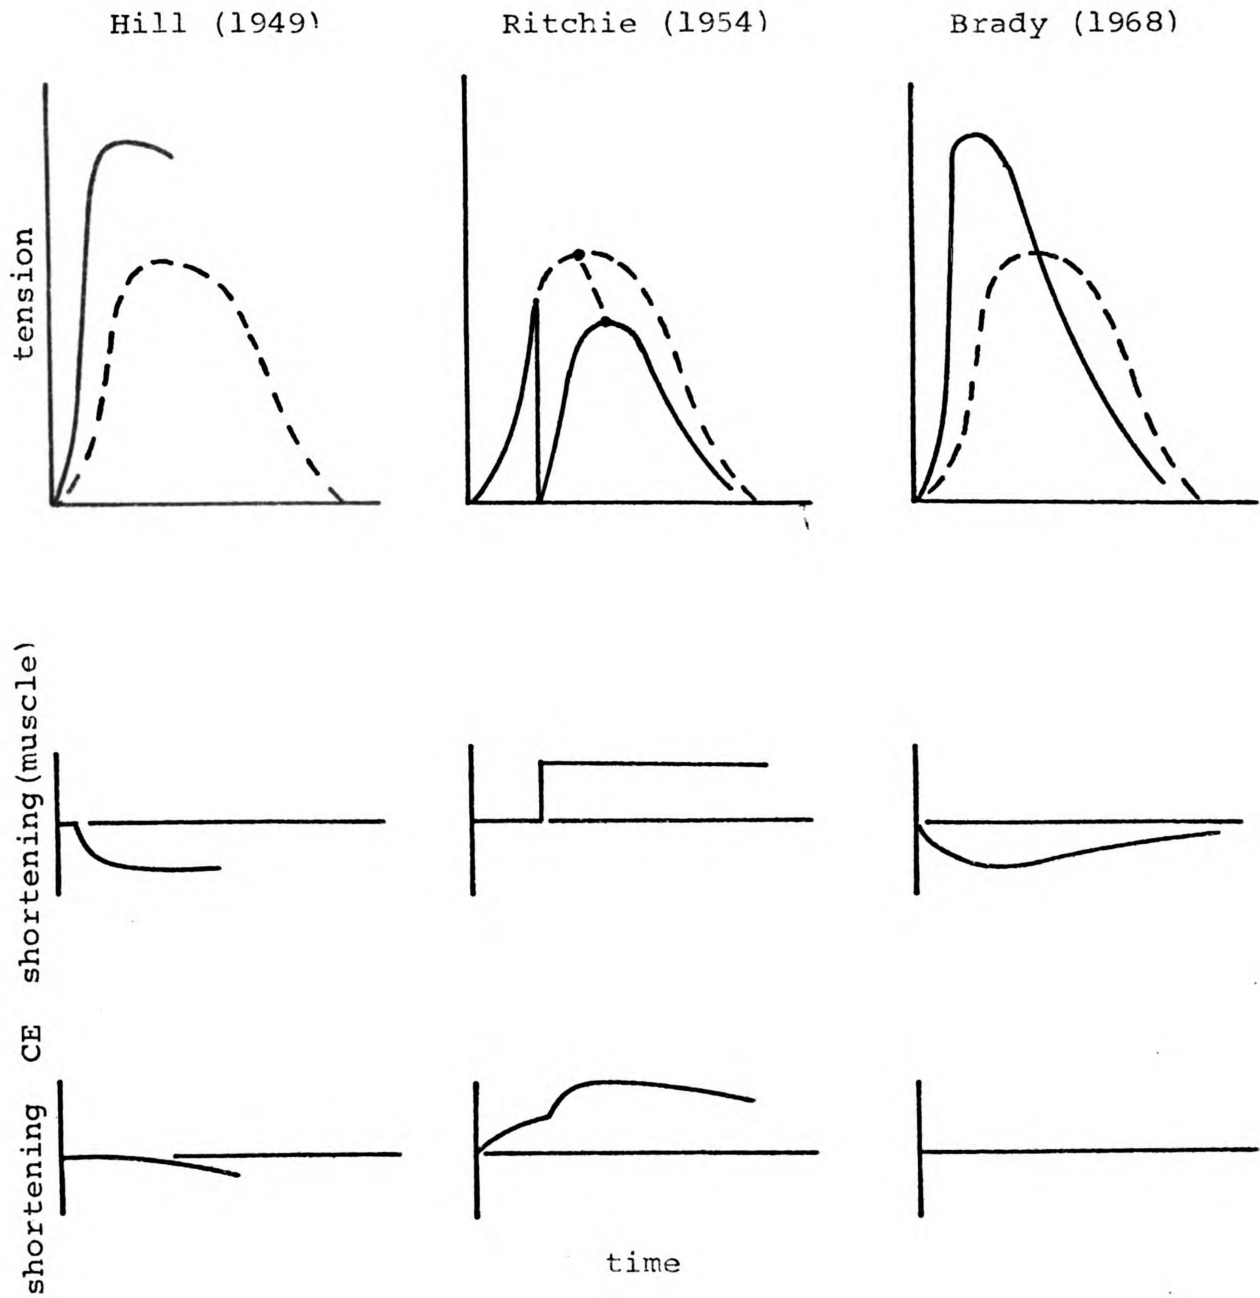 Hill (1949)
Ritchie (1954)
Brady (1968)
tension
shortening (muscle)
shortening CE
time